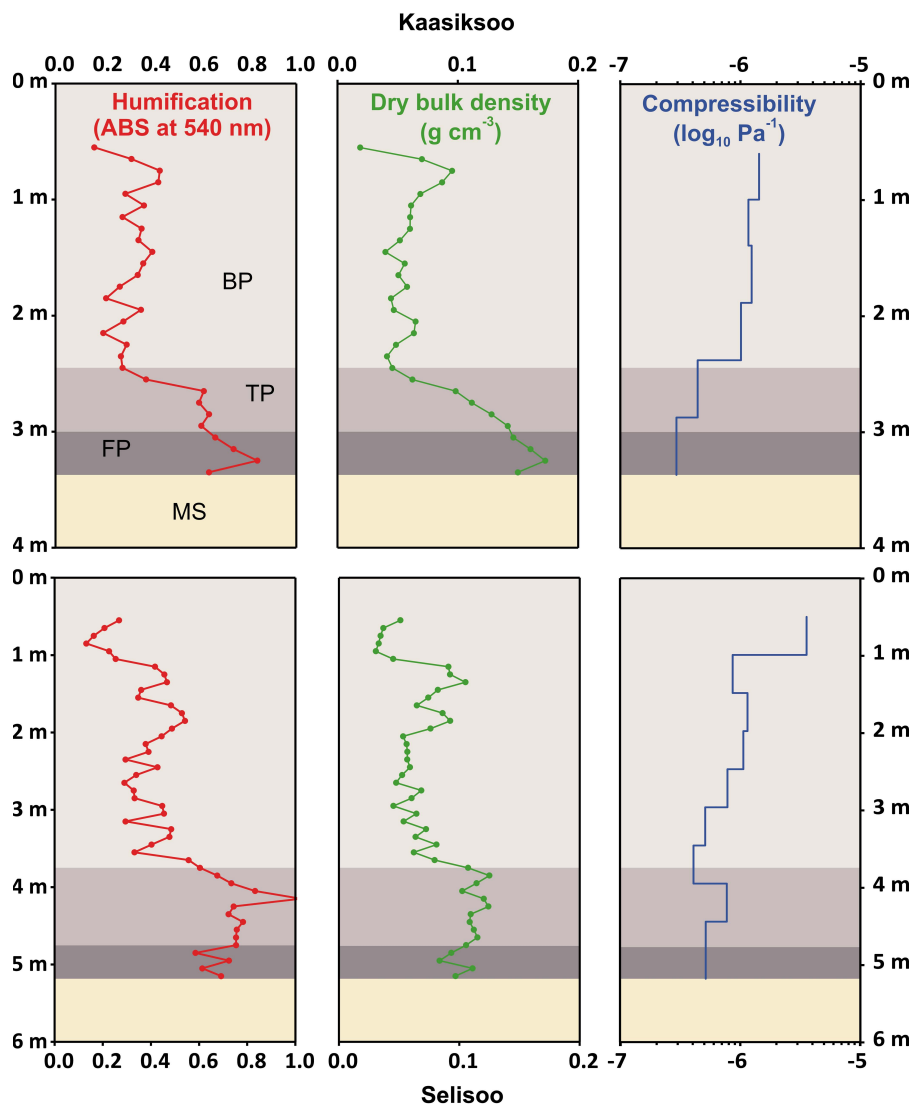 Kaasiksoo
0.0 0.2 0.4 0.6 0.8 1.0 0.0 0.1 0.2 -7 -6 -5
0 m 0 m
Humification Dry bulk density Compressibility
(ABS at 540 nm) (g cm⁻³) (log₁₀ Pa⁻¹)
1 m 1 m
BP
2 m 2 m
TP
3 m 3 m
FP
MS
4 m 4 m
0 m 0 m
1 m 1 m
2 m 2 m
3 m 3 m
4 m 4 m
5 m 5 m
6 m 6 m
0.0 0.2 0.4 0.6 0.8 1.0 0.0 0.1 0.2 -7 -6 -5
Selisoo